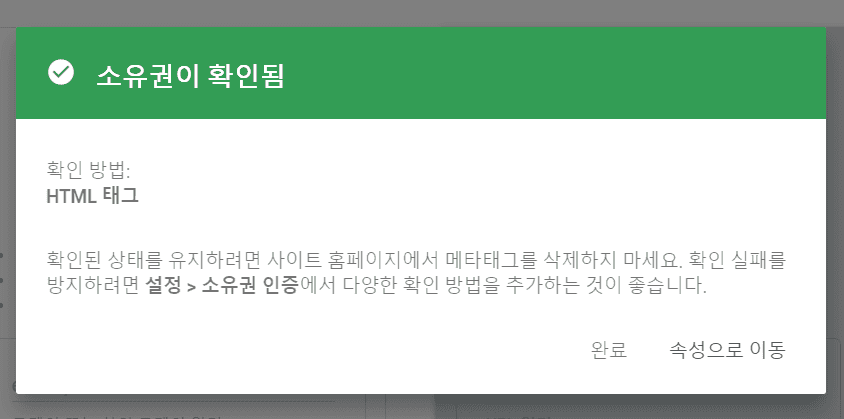 소유권이 확인됨
확인 방법:
HTML 태그
확인된 상태를 유지하려면 사이트 홈페이지에서 메타태그를 삭제하지 마세요. 확인 실패를
방지하려면 설정 > 소유권 인증에서 다양한 확인 방법을 추가하는 것이 좋습니다.
완료
속성으로 이동